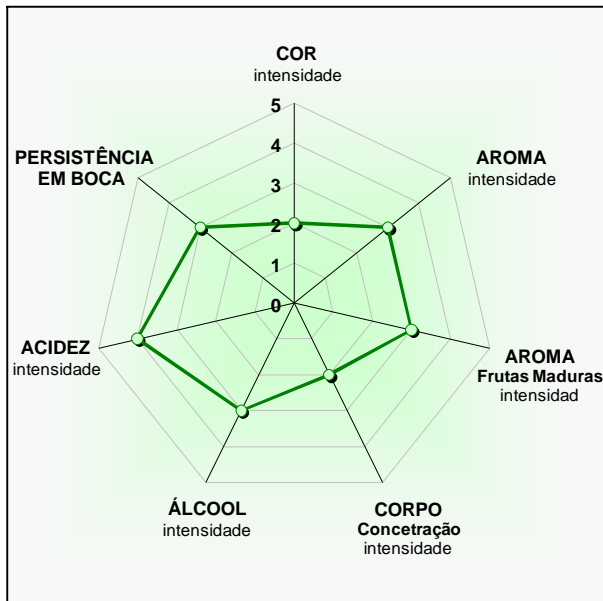 COR
intensidade
5
4
3
2
1
0
AROMA
intensidade
AROMA
Frutas Maduras
intensidad
CORPO
Concetração
intensidade
ÁLCOOL
intensidade
ACIDEZ
intensidade
PERSISTÊNCIA
EM BOCA